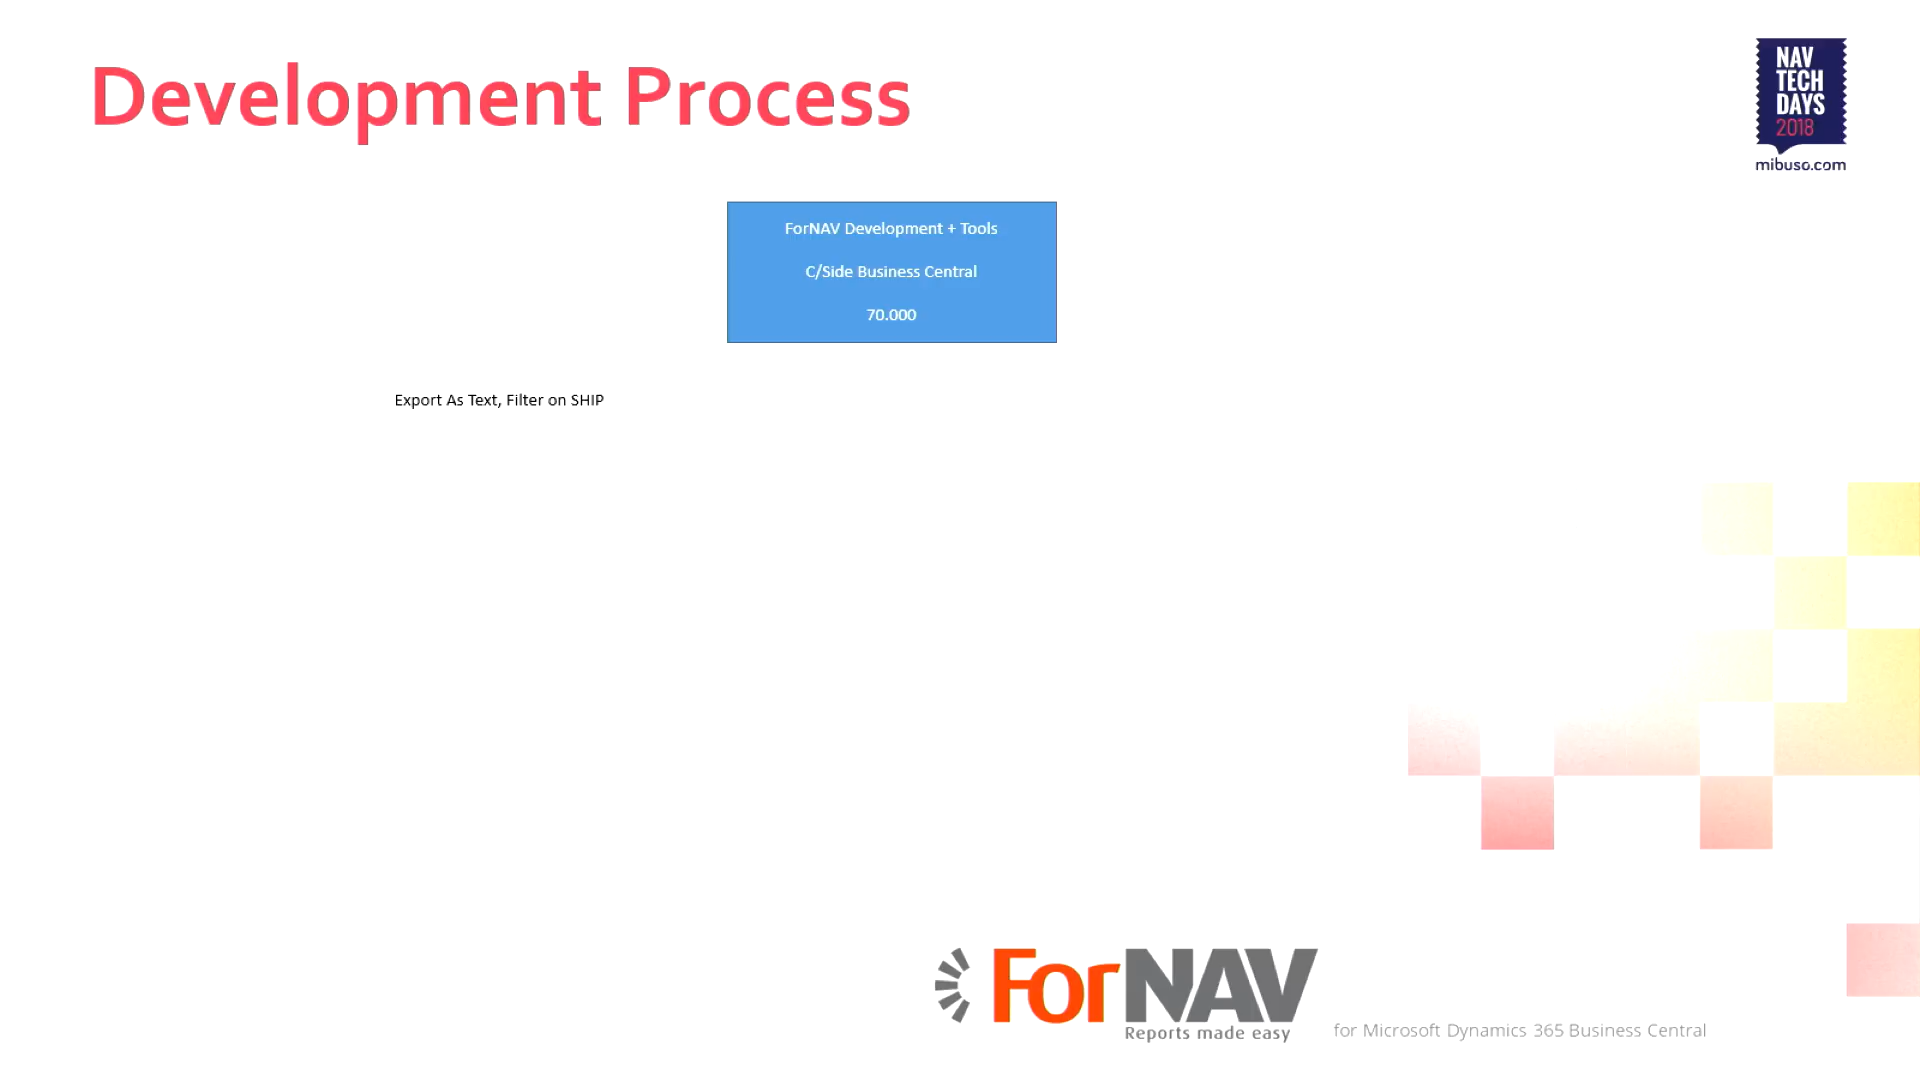 Development Process
NAV
TECH
DAYS
2018
mibuso.com
ForNAV Development + Tools
C/Side Business Central
70.000
Export As Text, Filter on SHIP
ForNAV
Reports made easy
for Microsoft Dynamics 365 Business Central